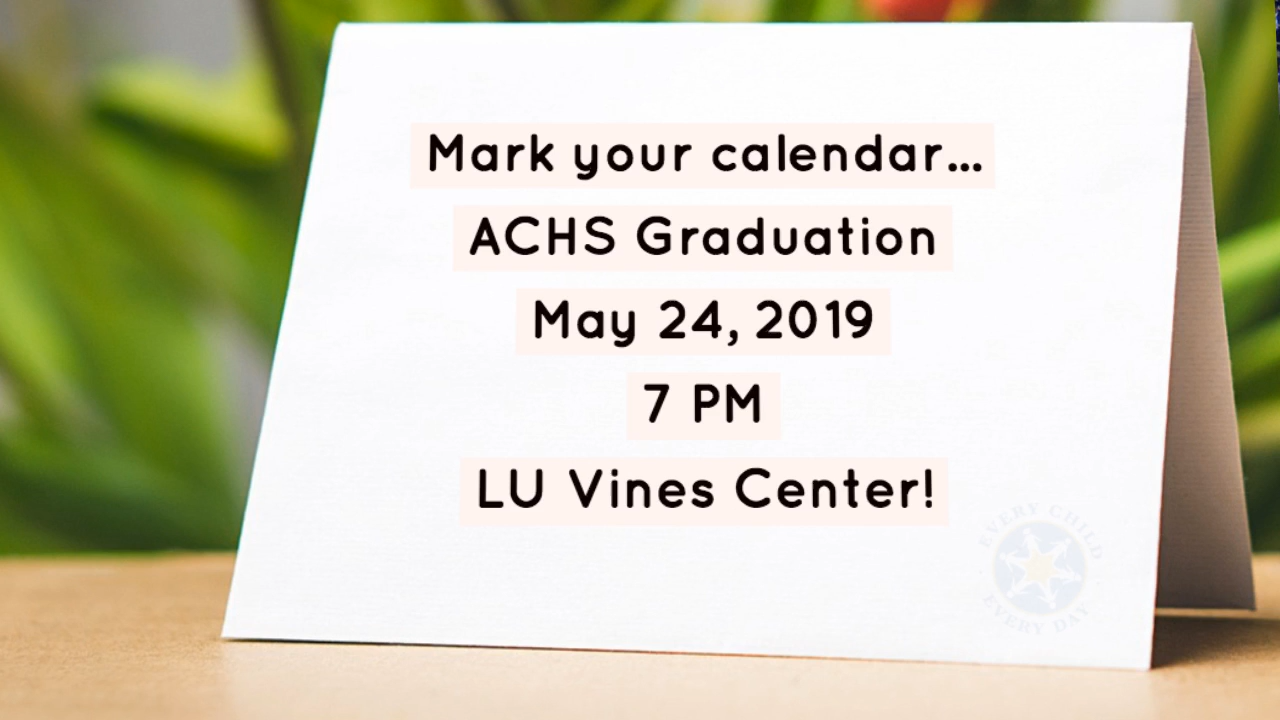 Mark your calendar...
ACHS Graduation
May 24, 2019
7 PM
LU Vines Center!
EVERY CHILD
EVERY DAY